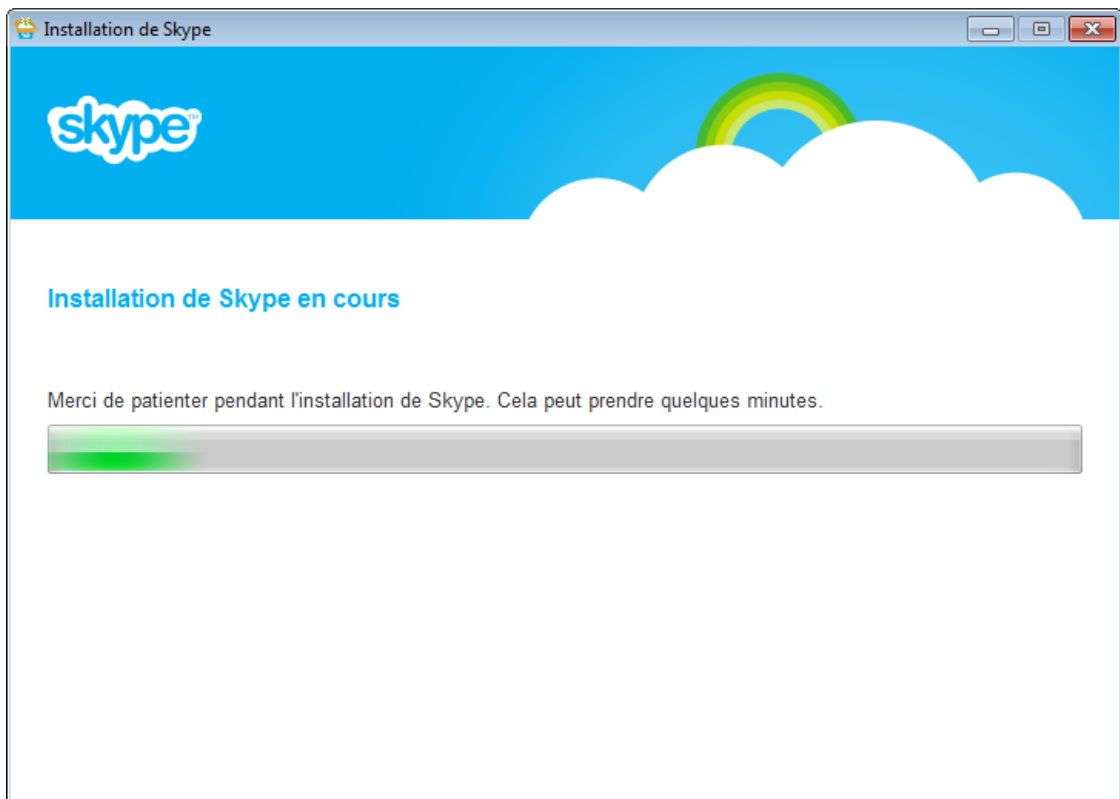 Installation de Skype
skype™
Installation de Skype en cours
Merci de patienter pendant l'installation de Skype. Cela peut prendre quelques minutes.